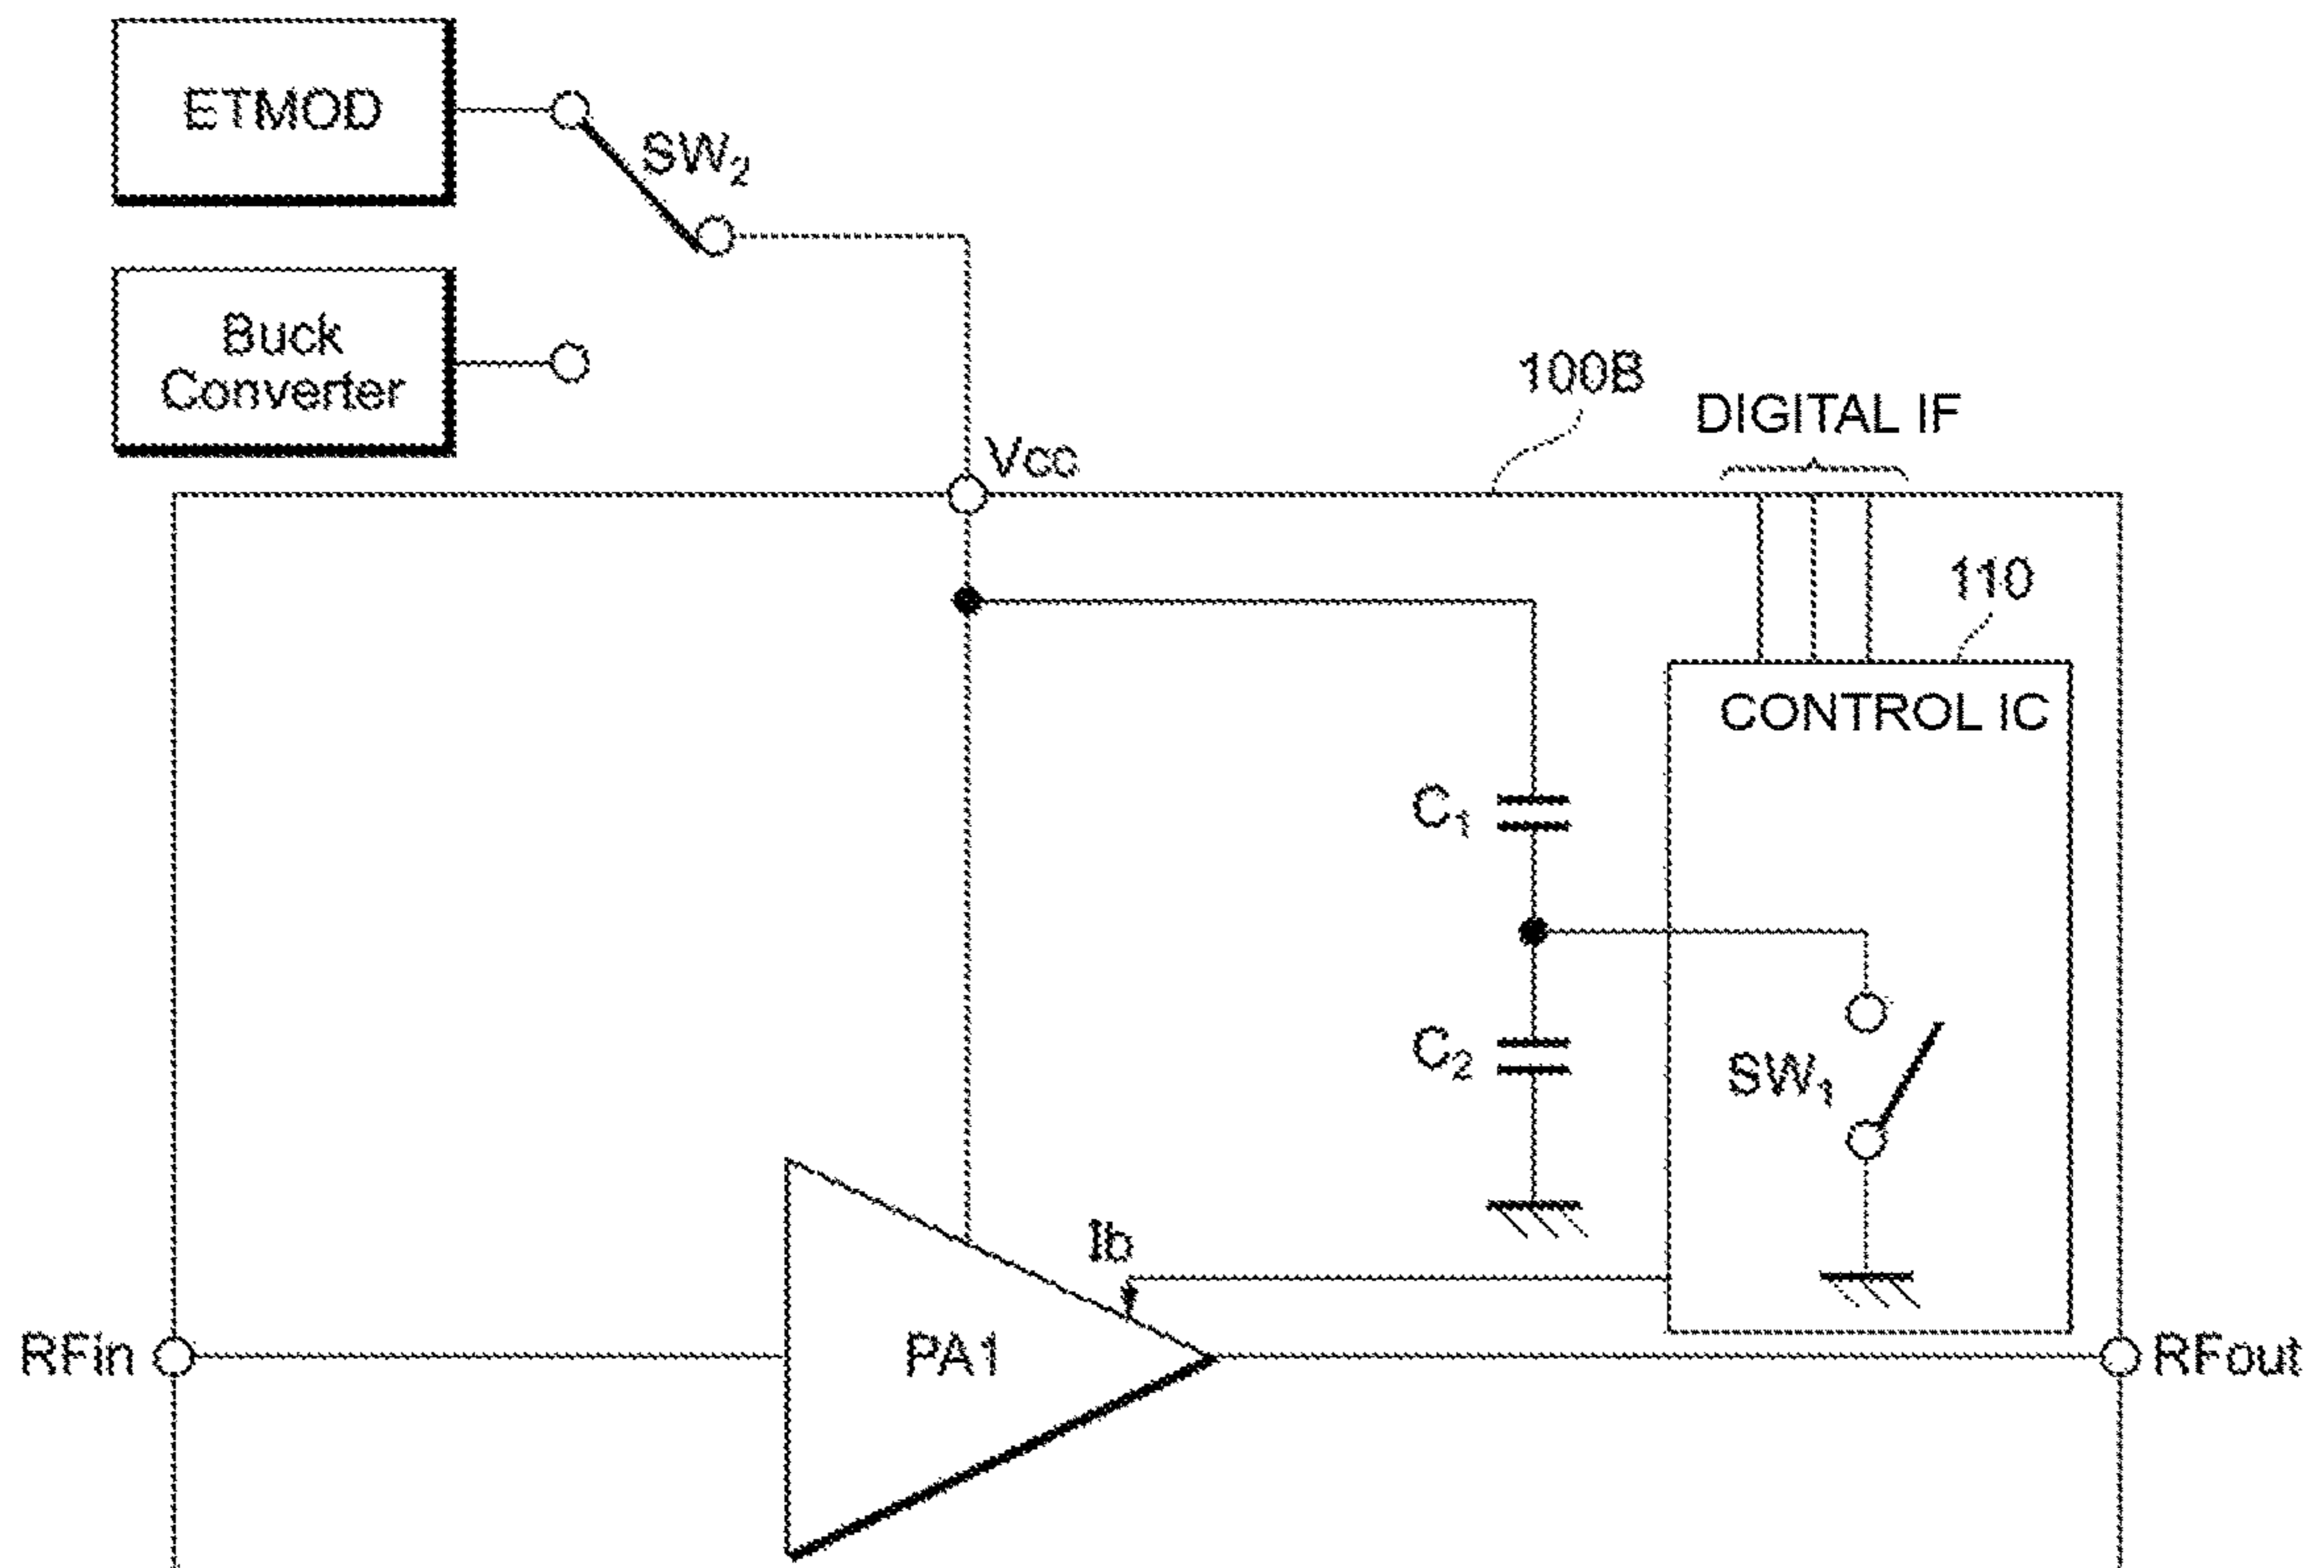 ETMOD
SW₂
Buck
Converter
Vcc
100B
DIGITAL IF
110
CONTROL IC
C₁
C₂
SW₁
Ib
RFin
PA1
RFout